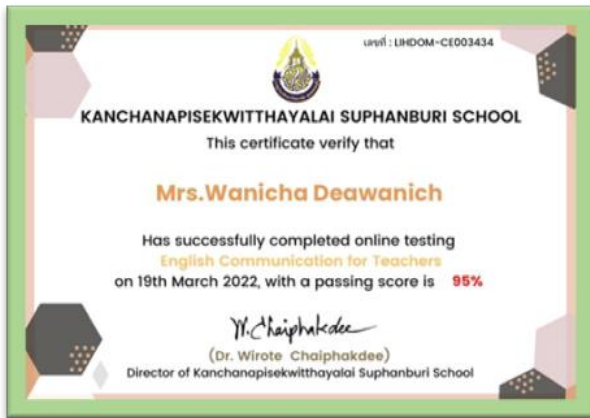 เลขที่ : LIHDOM-CE003434
KANCHANAPISEKWITTHAYALAI SUPHANBURI SCHOOL
This certificate verify that
Mrs.Wanicha Deawanich
Has successfully completed online testing
English Communication for Teachers
on 19th March 2022, with a passing score is 95%
W.Chaiphakdee
(Dr. Wirote Chaiphakdee)
Director of Kanchanapisekwitthayalai Suphanburi School